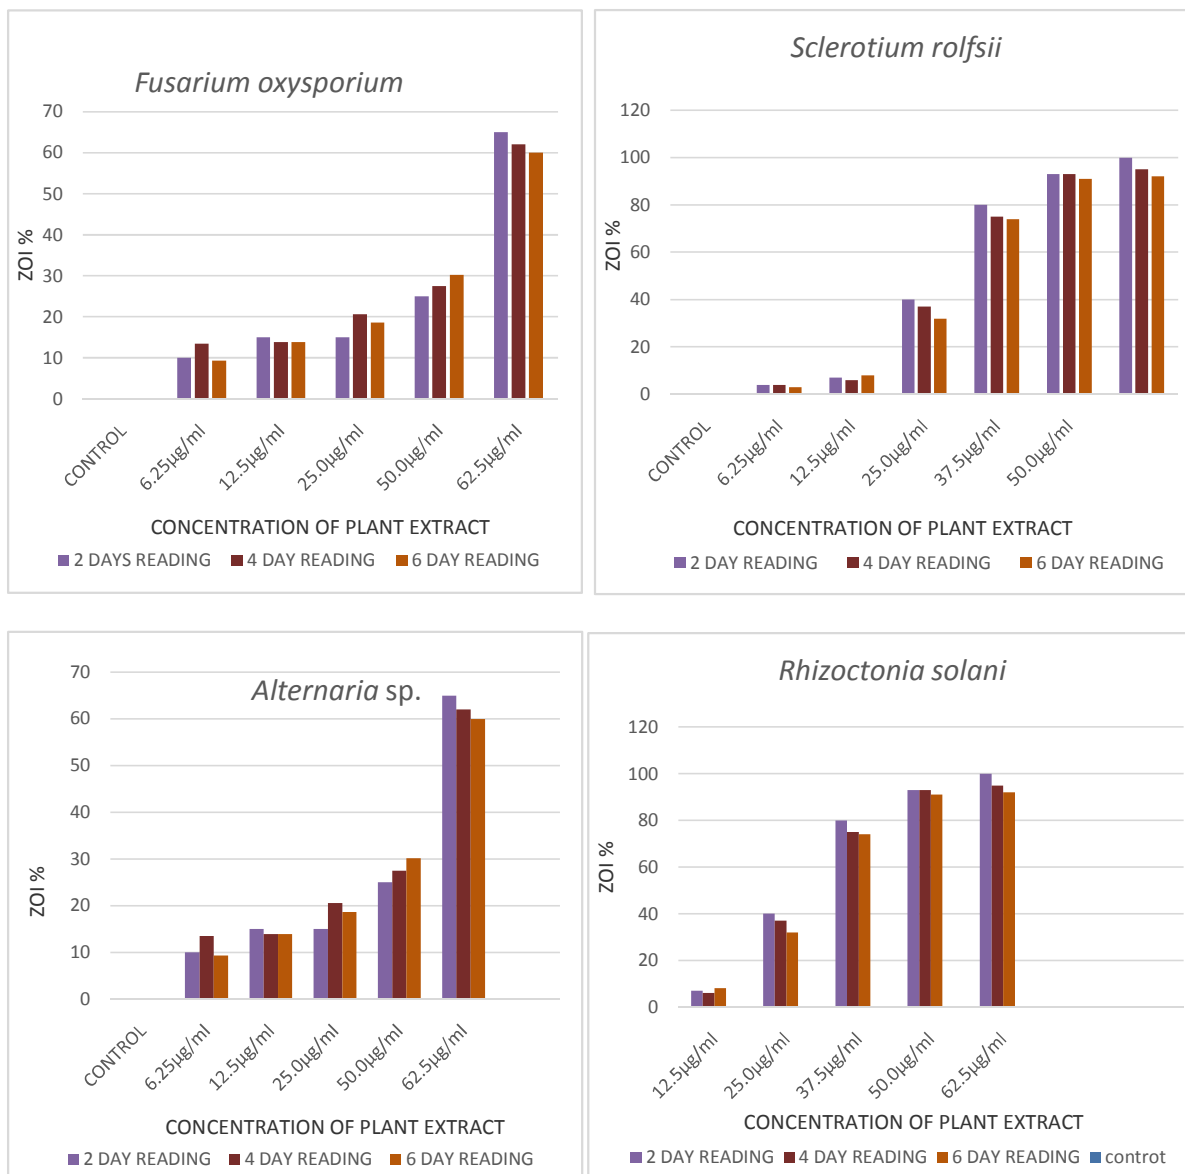 Fusarium oxysporium
70
60
50
40
30
20
10
0
ZOI %
CONTROL
6.25µg/ml
12.5µg/ml
25.0µg/ml
50.0µg/ml
62.5µg/ml
CONCENTRATION OF PLANT EXTRACT
2 DAYS READING 4 DAY READING 6 DAY READING
Sclerotium rolfsii
120
100
80
60
40
20
0
ZOI %
CONTROL
6.25µg/ml
12.5µg/ml
25.0µg/ml
37.5µg/ml
50.0µg/ml
CONCENTRATION OF PLANT EXTRACT
2 DAY READING 4 DAY READING 6 DAY READING
Alternaria sp.
70
60
50
40
30
20
10
0
ZOI %
CONTROL
6.25µg/ml
12.5µg/ml
25.0µg/ml
50.0µg/ml
62.5µg/ml
CONCENTRATION OF PLANT EXTRACT
2 DAY READING 4 DAY READING 6 DAY READING
Rhizoctonia solani
120
100
80
60
40
20
0
ZOI %
12.5µg/ml
25.0µg/ml
37.5µg/ml
50.0µg/ml
62.5µg/ml
CONCENTRATION OF PLANT EXTRACT
2 DAY READING 4 DAY READING 6 DAY READING control